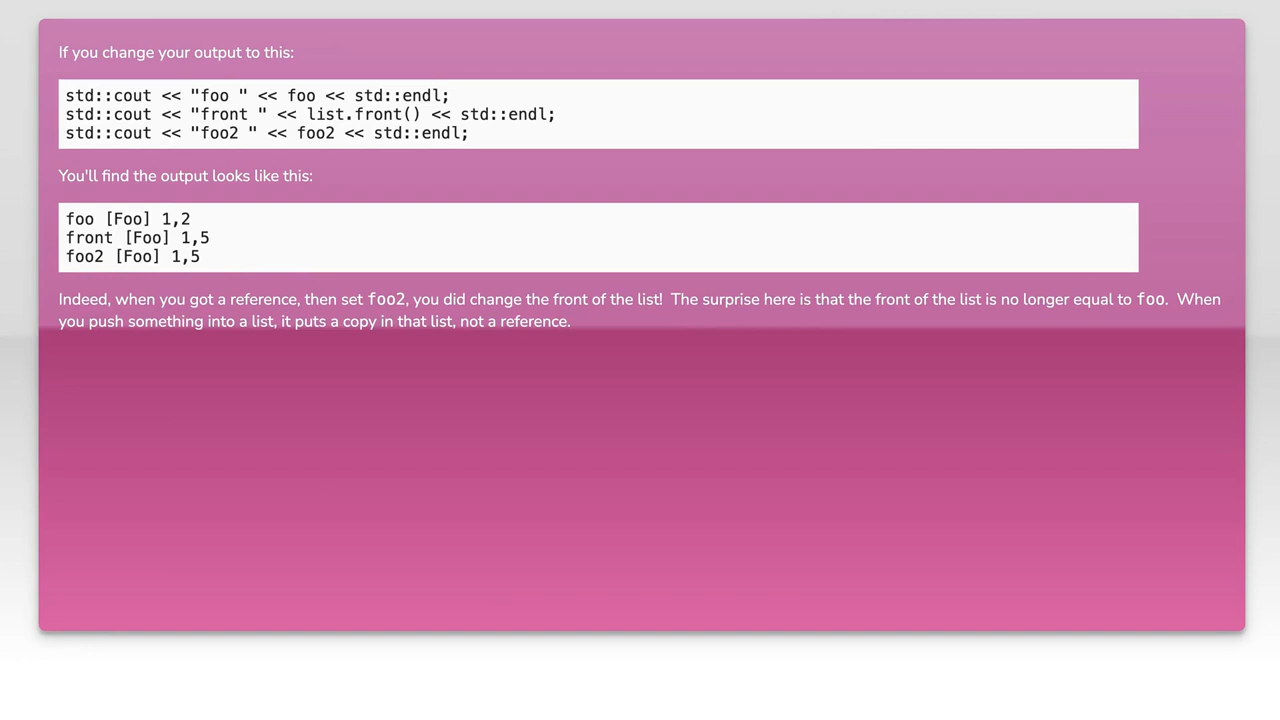 If you change your output to this:
std::cout << "foo " << foo << std::endl;
std::cout << "front " << list.front() << std::endl;
std::cout << "foo2 " << foo2 << std::endl;
You'll find the output looks like this:
foo [Foo] 1,2
front [Foo] 1,5
foo2 [Foo] 1,5
Indeed, when you got a reference, then set foo2, you did change the front of the list!  The surprise here is that the front of the list is no longer equal to foo.  When
you push something into a list, it puts a copy in that list, not a reference.